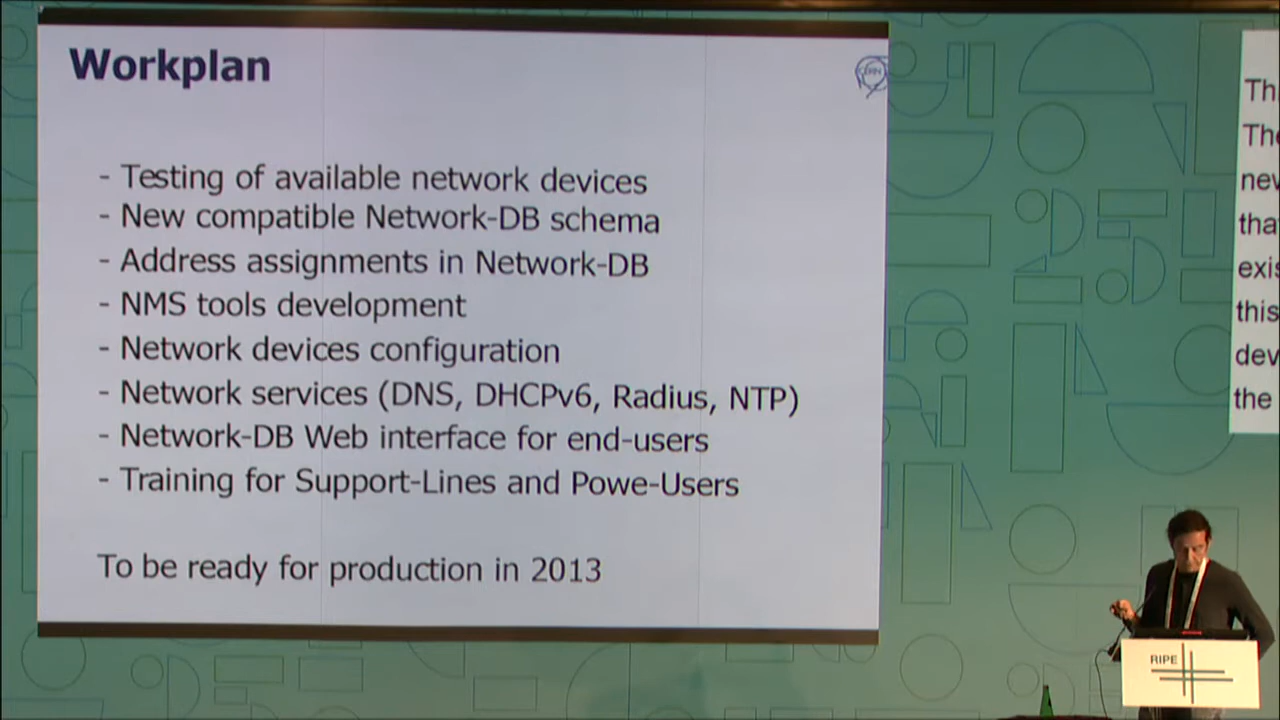 Workplan
CERN
- Testing of available network devices
- New compatible Network-DB schema
- Address assignments in Network-DB
- NMS tools development
- Network devices configuration
- Network services (DNS, DHCPv6, Radius, NTP)
- Network-DB Web interface for end-users
- Training for Support-Lines and Powe-Users
To be ready for production in 2013
Th
The
nev
tha
exis
this
dev
the
RIPE